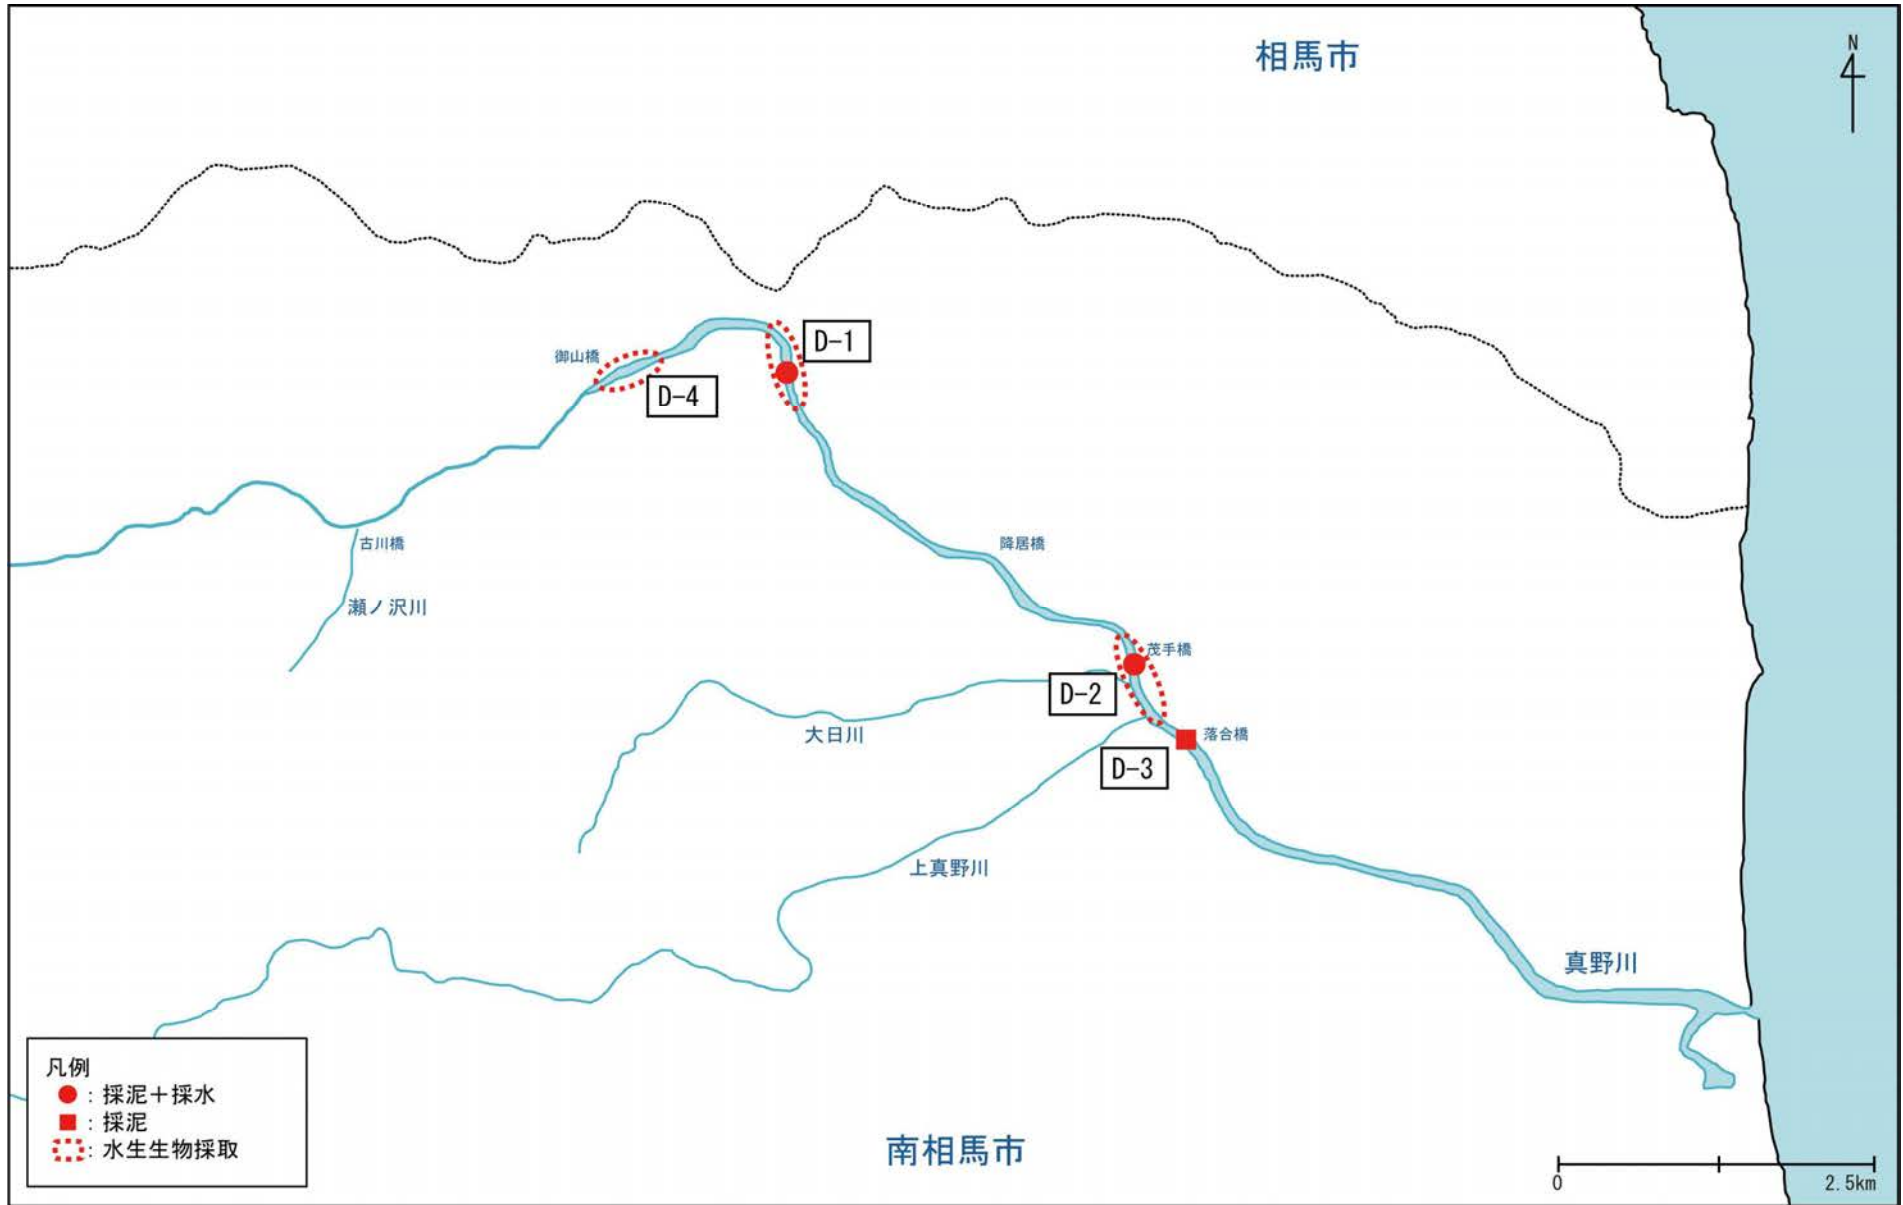 相馬市
N
D-1
御山橋
D-4
古川橋
降居橋
瀬ノ沢川
茂手橋
D-2
大日川
落合橋
D-3
上真野川
真野川
凡例
：採泥＋採水
：採泥
：水生生物採取
南相馬市
0
2.5km